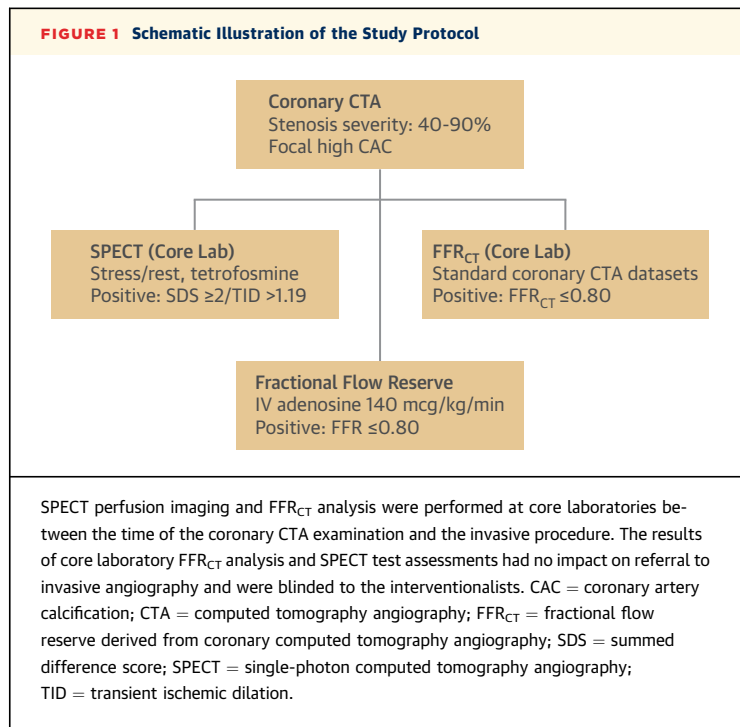 FIGURE 1 Schematic Illustration of the Study Protocol
Coronary CTA
Stenosis severity: 40-90%
Focal high CAC
SPECT (Core Lab)
Stress/rest, tetrofosmine
Positive: SDS ≥2/TID >1.19
FFRCT (Core Lab)
Standard coronary CTA datasets
Positive: FFRCT ≤0.80
Fractional Flow Reserve
IV adenosine 140 mcg/kg/min
Positive: FFR ≤0.80
SPECT perfusion imaging and FFRCT analysis were performed at core laboratories be-
tween the time of the coronary CTA examination and the invasive procedure. The results
of core laboratory FFRCT analysis and SPECT test assessments had no impact on referral to
invasive angiography and were blinded to the interventionalists. CAC = coronary artery
calcification; CTA = computed tomography angiography; FFRCT = fractional flow
reserve derived from coronary computed tomography angiography; SDS = summed
difference score; SPECT = single-photon computed tomography angiography;
TID = transient ischemic dilation.